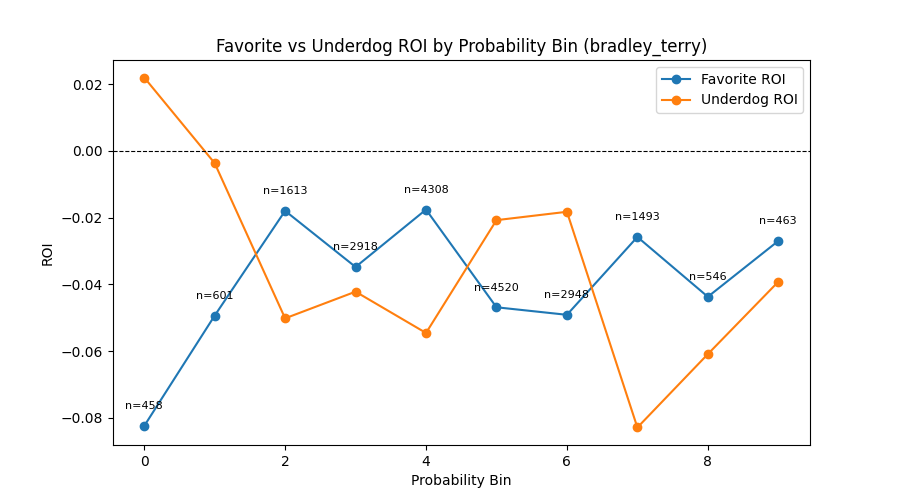 Favorite vs Underdog ROI by Probability Bin (bradley_terry)
Favorite ROI
Underdog ROI
ROI
0.02
0.00
−0.02
−0.04
−0.06
−0.08
n=458
n=601
n=1613
n=2918
n=4308
n=4520
n=2948
n=1493
n=546
n=463
0
2
4
6
8
Probability Bin